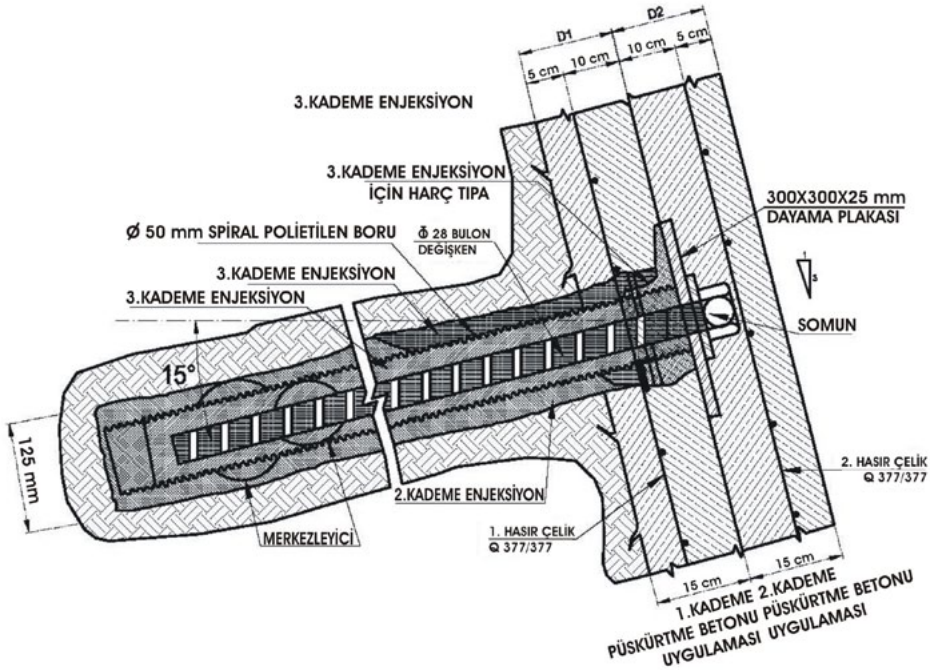 D1
D2
5 cm
10 cm
10 cm
5 cm
3.KADEME ENJEKSİYON
3.KADEME ENJEKSİYON
İÇİN HARÇ TIPA
300X300X25 mm
DAYAMA PLAKASI
Ø 50 mm SPİRAL POLİETİLEN BORU
Φ 28 BULON
DEĞİŞKEN
3.KADEME ENJEKSİYON
3.KADEME ENJEKSİYON
1
3
SOMUN
15°
125 mm
2.KADEME ENJEKSİYON
MERKEZLEYİCİ
1. HASIR ÇELİK
Q 377/377
2. HASIR ÇELİK
Q 377/377
15 cm
15 cm
1.KADEME 2.KADEME
PÜSKÜRTME BETONU PÜSKÜRTME BETONU
UYGULAMASI UYGULAMASI